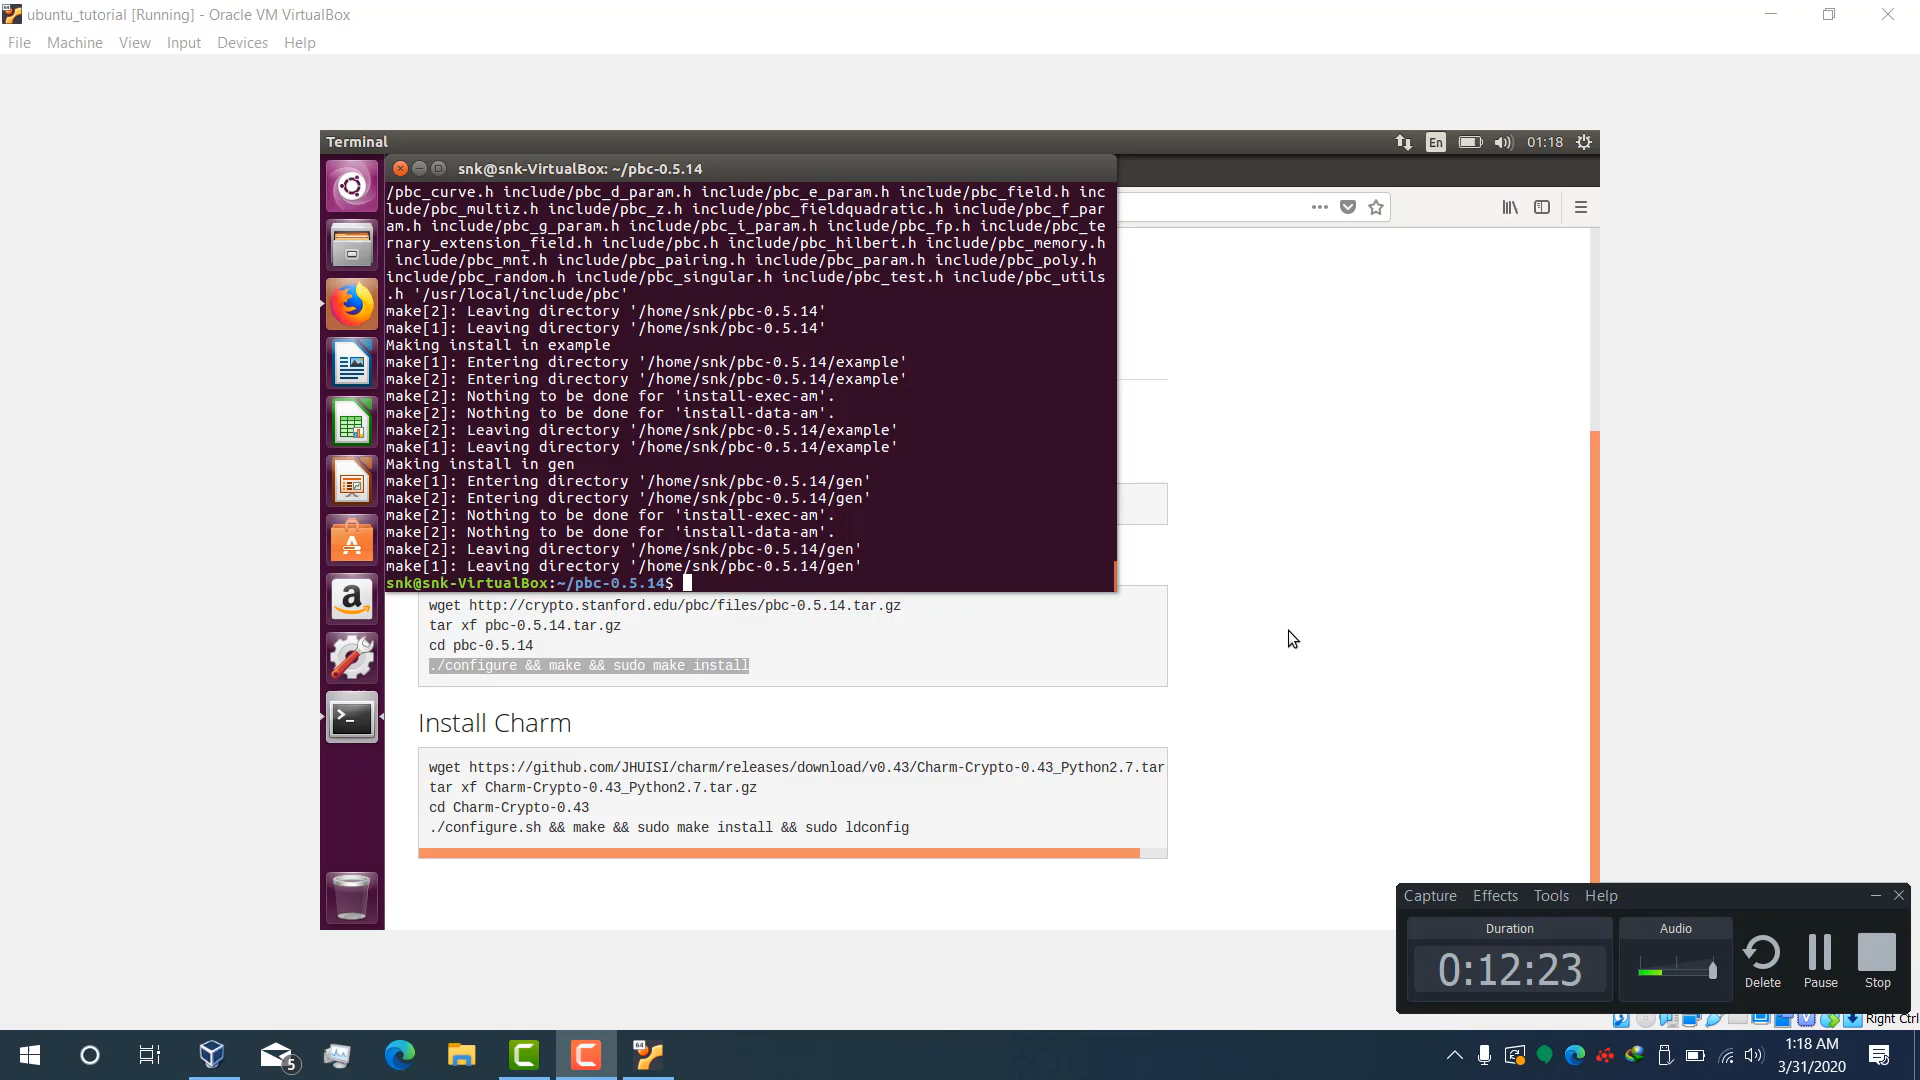 ubuntu_tutorial [Running] - Oracle VM VirtualBox
File Machine View Input Devices Help
Terminal
En
01:18
snk@snk-VirtualBox: ~/pbc-0.5.14
/pbc_curve.h include/pbc_d_param.h include/pbc_e_param.h include/pbc_field.h inc
lude/pbc_multiz.h include/pbc_z.h include/pbc_fieldquadratic.h include/pbc_f_par
am.h include/pbc_g_param.h include/pbc_i_param.h include/pbc_fp.h include/pbc_te
rnary_extension_field.h include/pbc.h include/pbc_hilbert.h include/pbc_memory.h
include/pbc_mnt.h include/pbc_pairing.h include/pbc_param.h include/pbc_poly.h
include/pbc_random.h include/pbc_singular.h include/pbc_test.h include/pbc_utils
.h '/usr/local/include/pbc'
make[2]: Leaving directory '/home/snk/pbc-0.5.14'
make[1]: Leaving directory '/home/snk/pbc-0.5.14'
Making install in example
make[1]: Entering directory '/home/snk/pbc-0.5.14/example'
make[2]: Entering directory '/home/snk/pbc-0.5.14/example'
make[2]: Nothing to be done for 'install-exec-am'.
make[2]: Nothing to be done for 'install-data-am'.
make[2]: Leaving directory '/home/snk/pbc-0.5.14/example'
make[1]: Leaving directory '/home/snk/pbc-0.5.14/example'
Making install in gen
make[1]: Entering directory '/home/snk/pbc-0.5.14/gen'
make[2]: Entering directory '/home/snk/pbc-0.5.14/gen'
make[2]: Nothing to be done for 'install-exec-am'.
make[2]: Nothing to be done for 'install-data-am'.
make[2]: Leaving directory '/home/snk/pbc-0.5.14/gen'
make[1]: Leaving directory '/home/snk/pbc-0.5.14/gen'
snk@snk-VirtualBox:~/pbc-0.5.14$
wget http://crypto.stanford.edu/pbc/files/pbc-0.5.14.tar.gz
tar xf pbc-0.5.14.tar.gz
cd pbc-0.5.14
./configure && make && sudo make install
Install Charm
wget https://github.com/JHUISI/charm/releases/download/v0.43/Charm-Crypto-0.43_Python2.7.tar
tar xf Charm-Crypto-0.43_Python2.7.tar.gz
cd Charm-Crypto-0.43
./configure.sh && make && sudo make install && sudo ldconfig
Capture Effects Tools Help
Duration
Audio
0:12:23
Delete Pause Stop
Right Ctrl
5
64
1:18 AM
3/31/2020